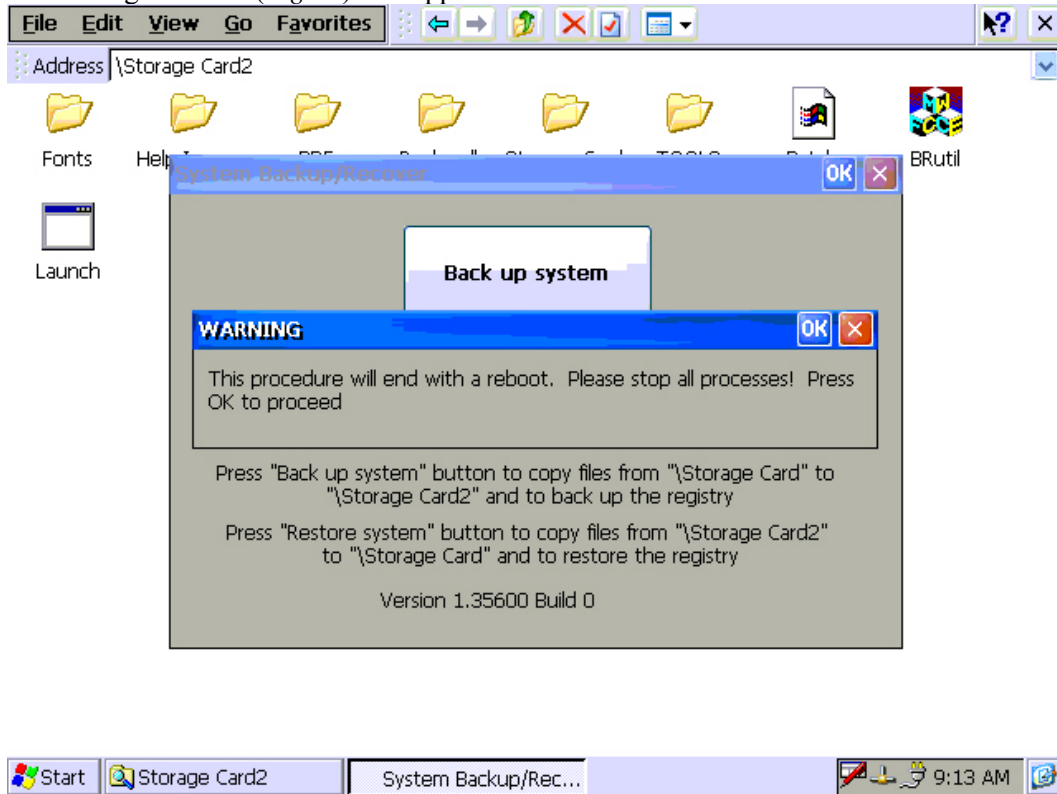 File Edit View Go Favorites
Address \Storage Card2
Fonts
BRutil
Launch
System Backup/Recover OK
Back up system
WARNING OK
This procedure will end with a reboot. Please stop all processes! Press
OK to proceed
Press "Back up system" button to copy files from "\Storage Card" to
"\Storage Card2" and to back up the registry
Press "Restore system" button to copy files from "\Storage Card2"
to "\Storage Card" and to restore the registry
Version 1.35600 Build 0
Start Storage Card2 System Backup/Rec... 9:13 AM